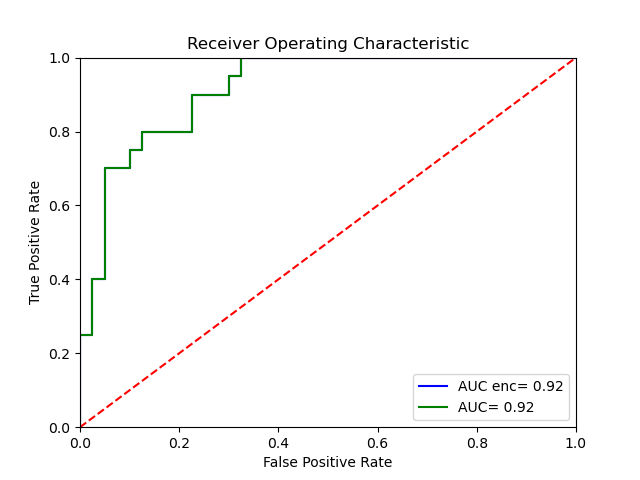 Receiver Operating Characteristic
True Positive Rate
1.0
0.8
0.6
0.4
0.2
0.0
AUC enc= 0.92
AUC= 0.92
0.0 0.2 0.4 0.6 0.8 1.0
False Positive Rate